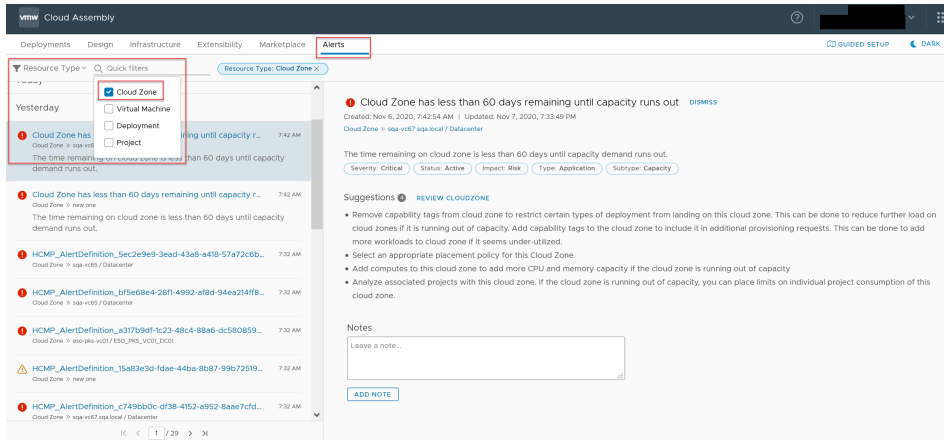 vmw Cloud Assembly
Deployments Design Infrastructure Extensibility Marketplace Alerts GUIDED SETUP DARK
Resource Type Quick filters Resource Type: Cloud Zone ×
Cloud Zone
Virtual Machine
Deployment
Project
Yesterday
Cloud Zone has ining until capacity r... 7:42 AM
Cloud Zone »
The time remaining on cloud zone is less than 60 days until capacity
demand runs out.
Cloud Zone has less than 60 days remaining until capacity r... 7:42 AM
Cloud Zone » new one
The time remaining on cloud zone is less than 60 days until capacity
demand runs out.
HCMP_AlertDefinition_5ec2e9e9-3ead-43a8-a418-57a72c6b... 7:32 AM
Cloud Zone » sqa-vc65 / Datacenter
HCMP_AlertDefinition_bf5e68e4-28f1-4992-af8d-94ea214ff8... 7:32 AM
Cloud Zone » sqa-vc65 / Datacenter
HCMP_AlertDefinition_a317b9df-1c23-48c4-88a6-dc580859... 7:32 AM
Cloud Zone » eso-pks-vc01 / ESO_PKS_VC01_DC01
HCMP_AlertDefinition_15a83e3d-fdae-44ba-8b87-99b72519... 7:32 AM
Cloud Zone » new one
HCMP_AlertDefinition_c749bb0c-df38-4152-a952-8aae7cfd... 7:32 AM
Cloud Zone » sqa-vc67.sqa.local / Datacenter
1 / 29
Cloud Zone has less than 60 days remaining until capacity runs out DISMISS
Created: Nov 6, 2020, 7:42:54 AM | Updated: Nov 7, 2020, 7:33:49 PM
Cloud Zone » sqa-vc67.sqa.local / Datacenter
The time remaining on cloud zone is less than 60 days until capacity demand runs out.
Severity: Critical Status: Active Impact: Risk Type: Application Subtype: Capacity
Suggestions 4 REVIEW CLOUDZONE
• Remove capability tags from cloud zone to restrict certain types of deployment from landing on this cloud zone. This can be done to reduce further load on
cloud zones if it is running out of capacity. Add capability tags to the cloud zone to include it in additional provisioning requests. This can be done to add
more workloads to cloud zone if it seems under-utilized.
• Select an appropriate placement policy for this Cloud Zone.
• Add computes to this cloud zone to add more CPU and memory capacity if the cloud zone is running out of capacity
• Analyze associated projects with this cloud zone. If the cloud zone is running out of capacity, you can place limits on individual project consumption of this
cloud zone.
Notes
Leave a note...
ADD NOTE